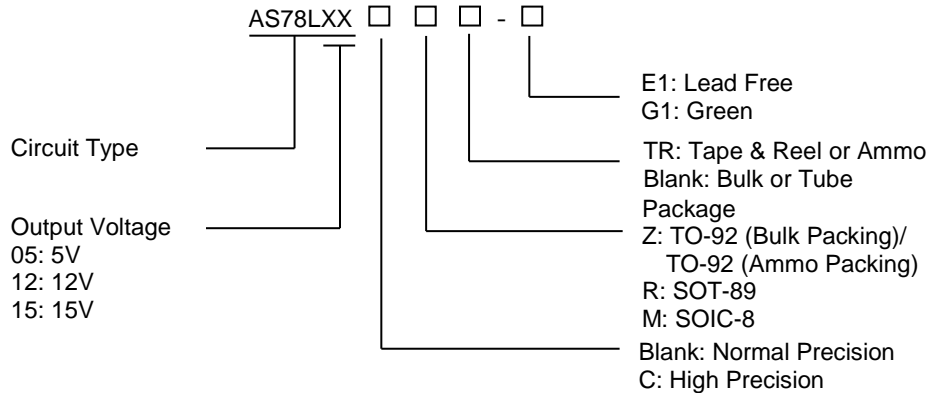 AS78LXX □ □ □ - □
E1: Lead Free
G1: Green
Circuit Type
TR: Tape & Reel or Ammo
Blank: Bulk or Tube
Output Voltage
05: 5V
12: 12V
15: 15V
Package
Z: TO-92 (Bulk Packing)/
TO-92 (Ammo Packing)
R: SOT-89
M: SOIC-8
Blank: Normal Precision
C: High Precision